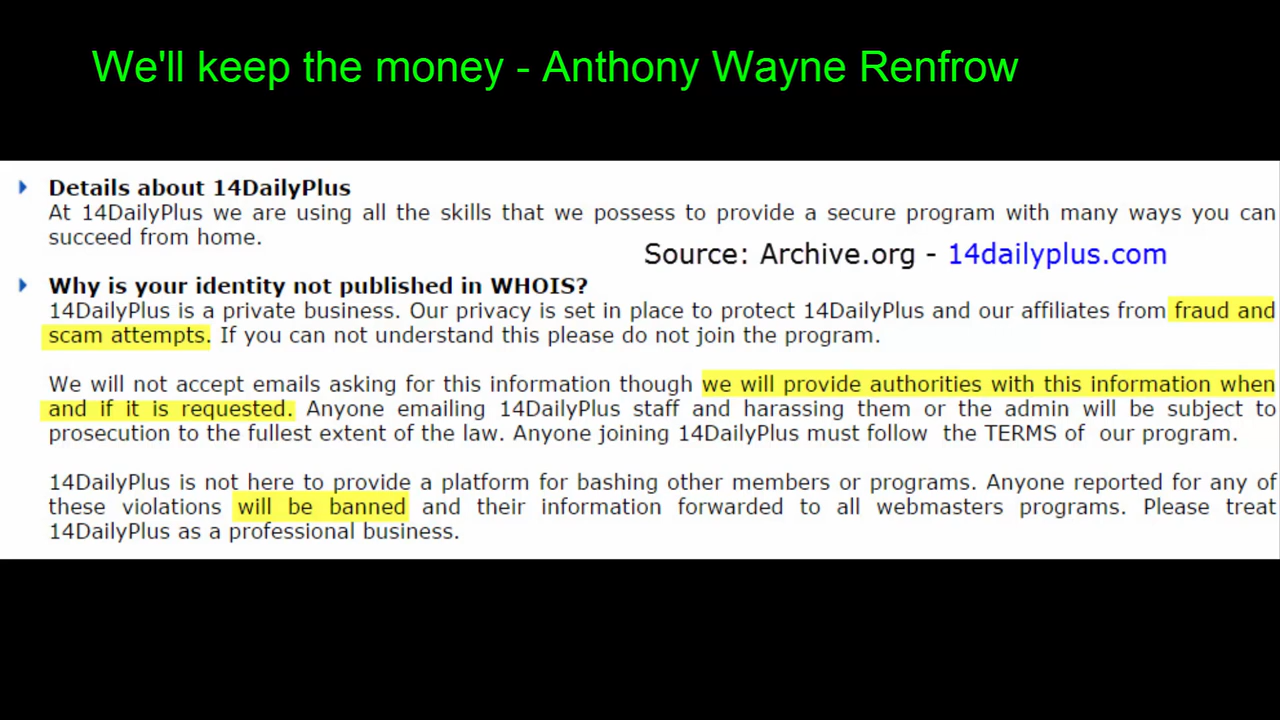 We'll keep the money - Anthony Wayne Renfrow
Details about 14DailyPlus
At 14DailyPlus we are using all the skills that we possess to provide a secure program with many ways you can
succeed from home.
Source: Archive.org - 14dailyplus.com
Why is your identity not published in WHOIS?
14DailyPlus is a private business. Our privacy is set in place to protect 14DailyPlus and our affiliates from fraud and
scam attempts. If you can not understand this please do not join the program.
We will not accept emails asking for this information though we will provide authorities with this information when
and if it is requested. Anyone emailing 14DailyPlus staff and harassing them or the admin will be subject to
prosecution to the fullest extent of the law. Anyone joining 14DailyPlus must follow the TERMS of our program.
14DailyPlus is not here to provide a platform for bashing other members or programs. Anyone reported for any of
these violations will be banned and their information forwarded to all webmasters programs. Please treat
14DailyPlus as a professional business.